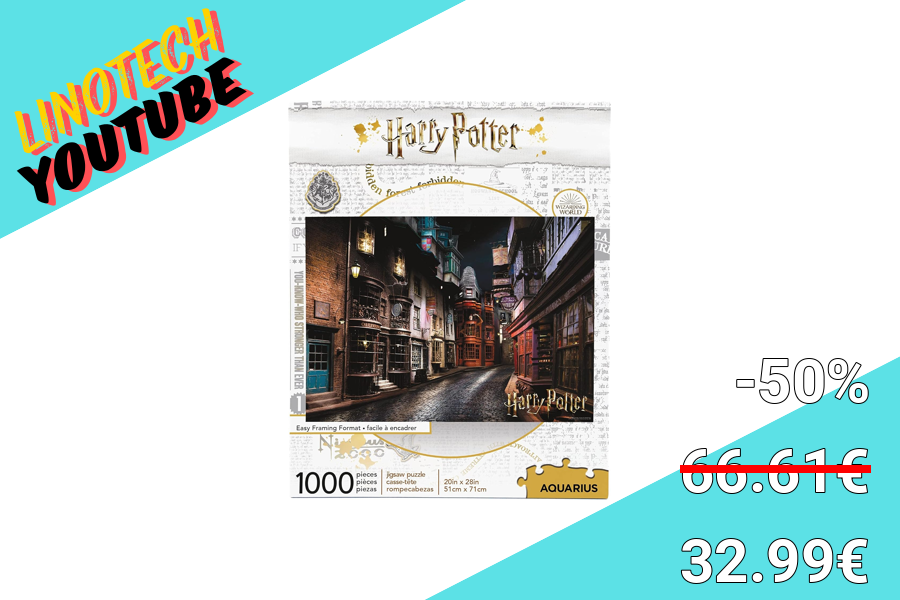 LINOTECH
YOUTUBE
Harry Potter
forbidden
WIZARDING
WORLD
YOU-KNOW-WHO STRONGER THAN EVER
Harry Potter
Easy Framing Format • facile à encadrer
1000
pieces
pièces
piezas
jigsaw puzzle
casse-tête
rompecabezas
20in x 28in
51cm x 71cm
AQUARIUS
-50%
66.61€
32.99€